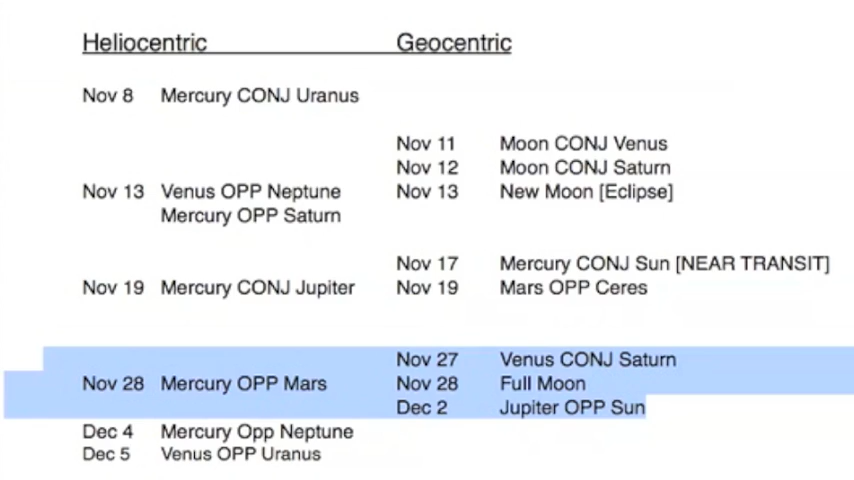 Heliocentric Geocentric
Nov 8 Mercury CONJ Uranus
Nov 11 Moon CONJ Venus
Nov 12 Moon CONJ Saturn
Nov 13 Venus OPP Neptune Nov 13 New Moon [Eclipse]
Mercury OPP Saturn
Nov 17 Mercury CONJ Sun [NEAR TRANSIT]
Nov 19 Mercury CONJ Jupiter Nov 19 Mars OPP Ceres
Nov 27 Venus CONJ Saturn
Nov 28 Mercury OPP Mars Nov 28 Full Moon
Dec 2 Jupiter OPP Sun
Dec 4 Mercury Opp Neptune
Dec 5 Venus OPP Uranus